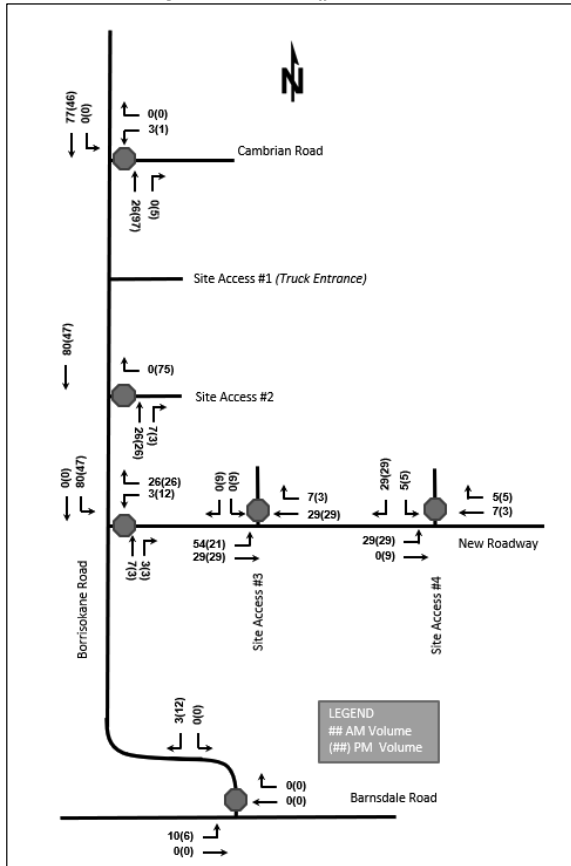 N
77(46)
0(0)
0(0)
3(1)
Cambrian Road
26(97)
0(5)
Site Access #1 (Truck Entrance)
80(47)
0(75)
Site Access #2
26(26)
7(3)
0(0)
80(47)
26(26)
3(12)
7(3)
3(3)
0(9)
0(9)
7(3)
29(29)
54(21)
29(29)
29(29)
5(5)
5(5)
7(3)
29(29)
0(9)
New Roadway
Borrisokane Road
Site Access #3
Site Access #4
3(12)
0(0)
LEGEND
## AM Volume
(##) PM Volume
0(0)
0(0)
Barnsdale Road
10(6)
0(0)